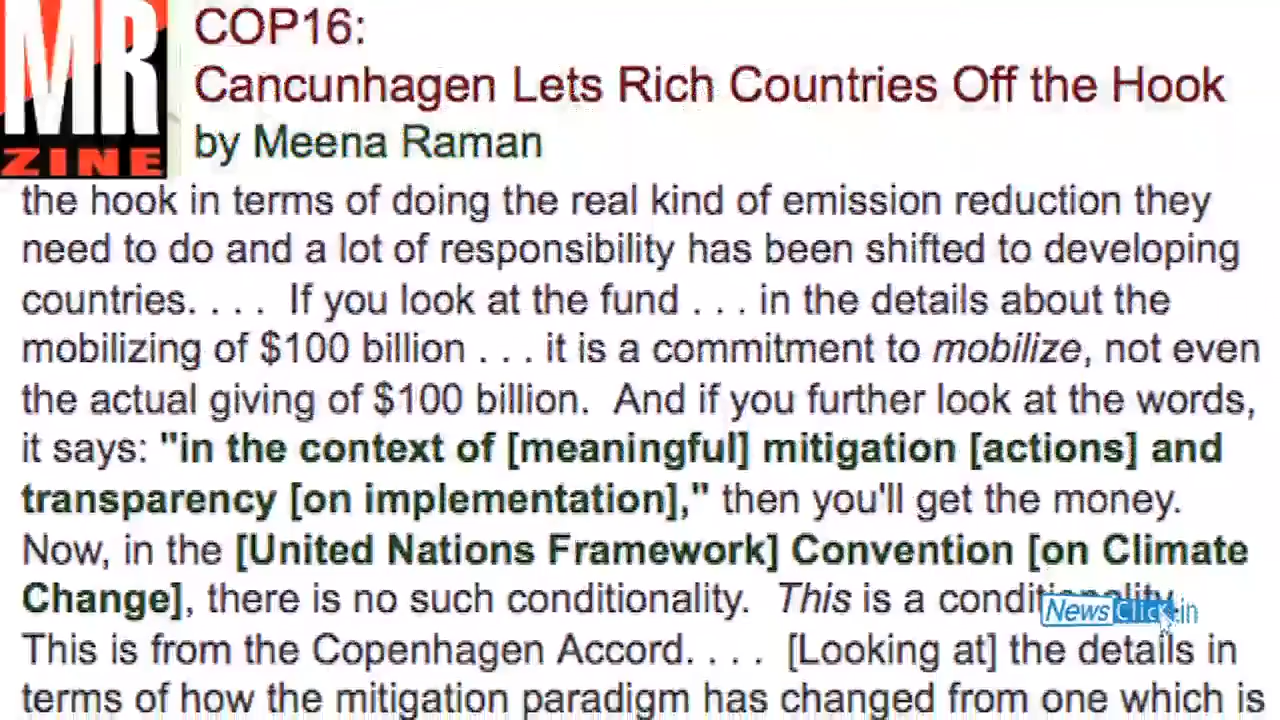 MR
ZINE
COP16:
Cancunhagen Lets Rich Countries Off the Hook
by Meena Raman
the hook in terms of doing the real kind of emission reduction they
need to do and a lot of responsibility has been shifted to developing
countries. . . .  If you look at the fund . . . in the details about the
mobilizing of $100 billion . . . it is a commitment to mobilize, not even
the actual giving of $100 billion.  And if you further look at the words,
it says: "in the context of [meaningful] mitigation [actions] and
transparency [on implementation]," then you'll get the money.
Now, in the [United Nations Framework] Convention [on Climate
Change], there is no such conditionality.  This is a conditionality.
NewsClick.in
This is from the Copenhagen Accord. . . .  [Looking at] the details in
terms of how the mitigation paradigm has changed from one which is